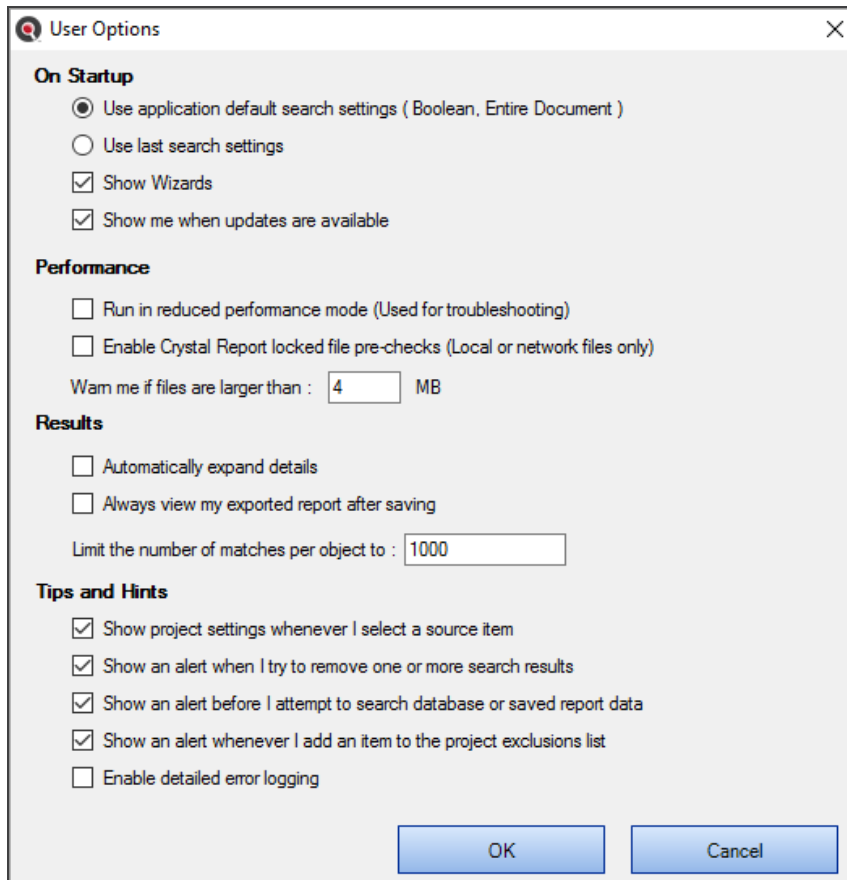 User Options
On Startup
Use application default search settings ( Boolean, Entire Document )
Use last search settings
Show Wizards
Show me when updates are available
Performance
Run in reduced performance mode (Used for troubleshooting)
Enable Crystal Report locked file pre-checks (Local or network files only)
Warn me if files are larger than : 4 MB
Results
Automatically expand details
Always view my exported report after saving
Limit the number of matches per object to : 1000
Tips and Hints
Show project settings whenever I select a source item
Show an alert when I try to remove one or more search results
Show an alert before I attempt to search database or saved report data
Show an alert whenever I add an item to the project exclusions list
Enable detailed error logging
OK Cancel